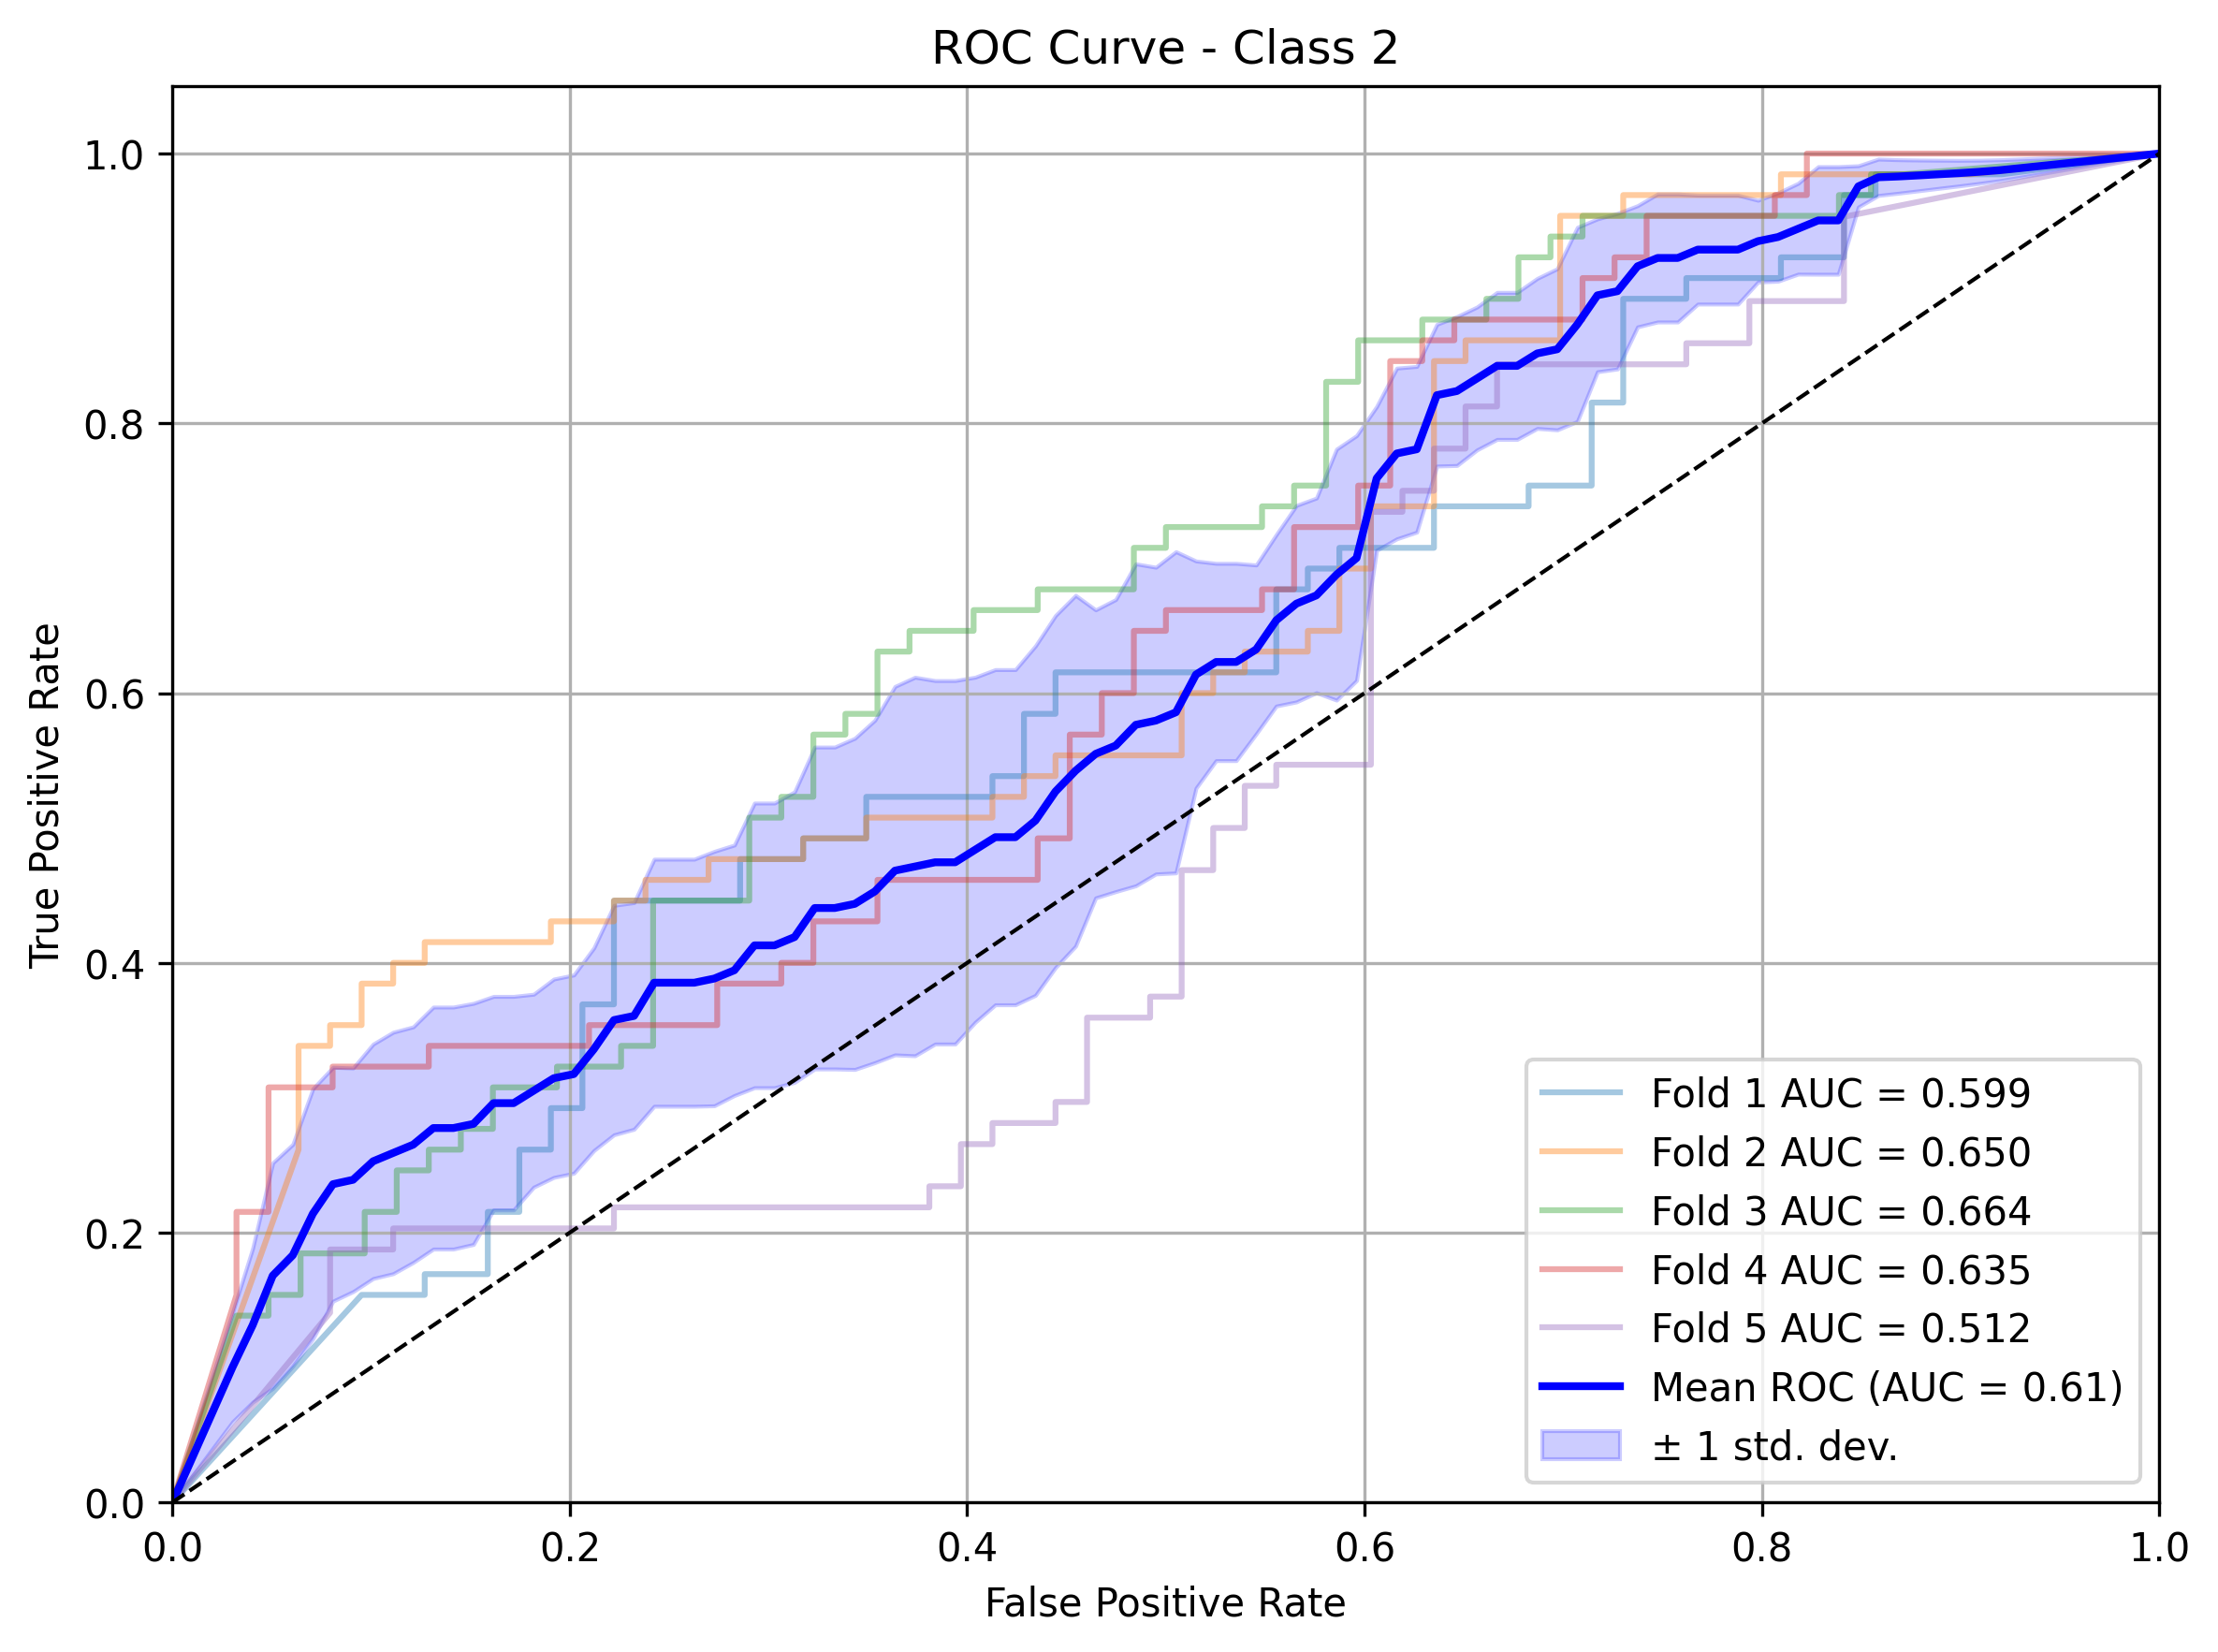 ROC Curve - Class 2
True Positive Rate
1.0
0.8
0.6
0.4
0.2
0.0
0.0 0.2 0.4 0.6 0.8 1.0
False Positive Rate
Fold 1 AUC = 0.599
Fold 2 AUC = 0.650
Fold 3 AUC = 0.664
Fold 4 AUC = 0.635
Fold 5 AUC = 0.512
Mean ROC (AUC = 0.61)
± 1 std. dev.